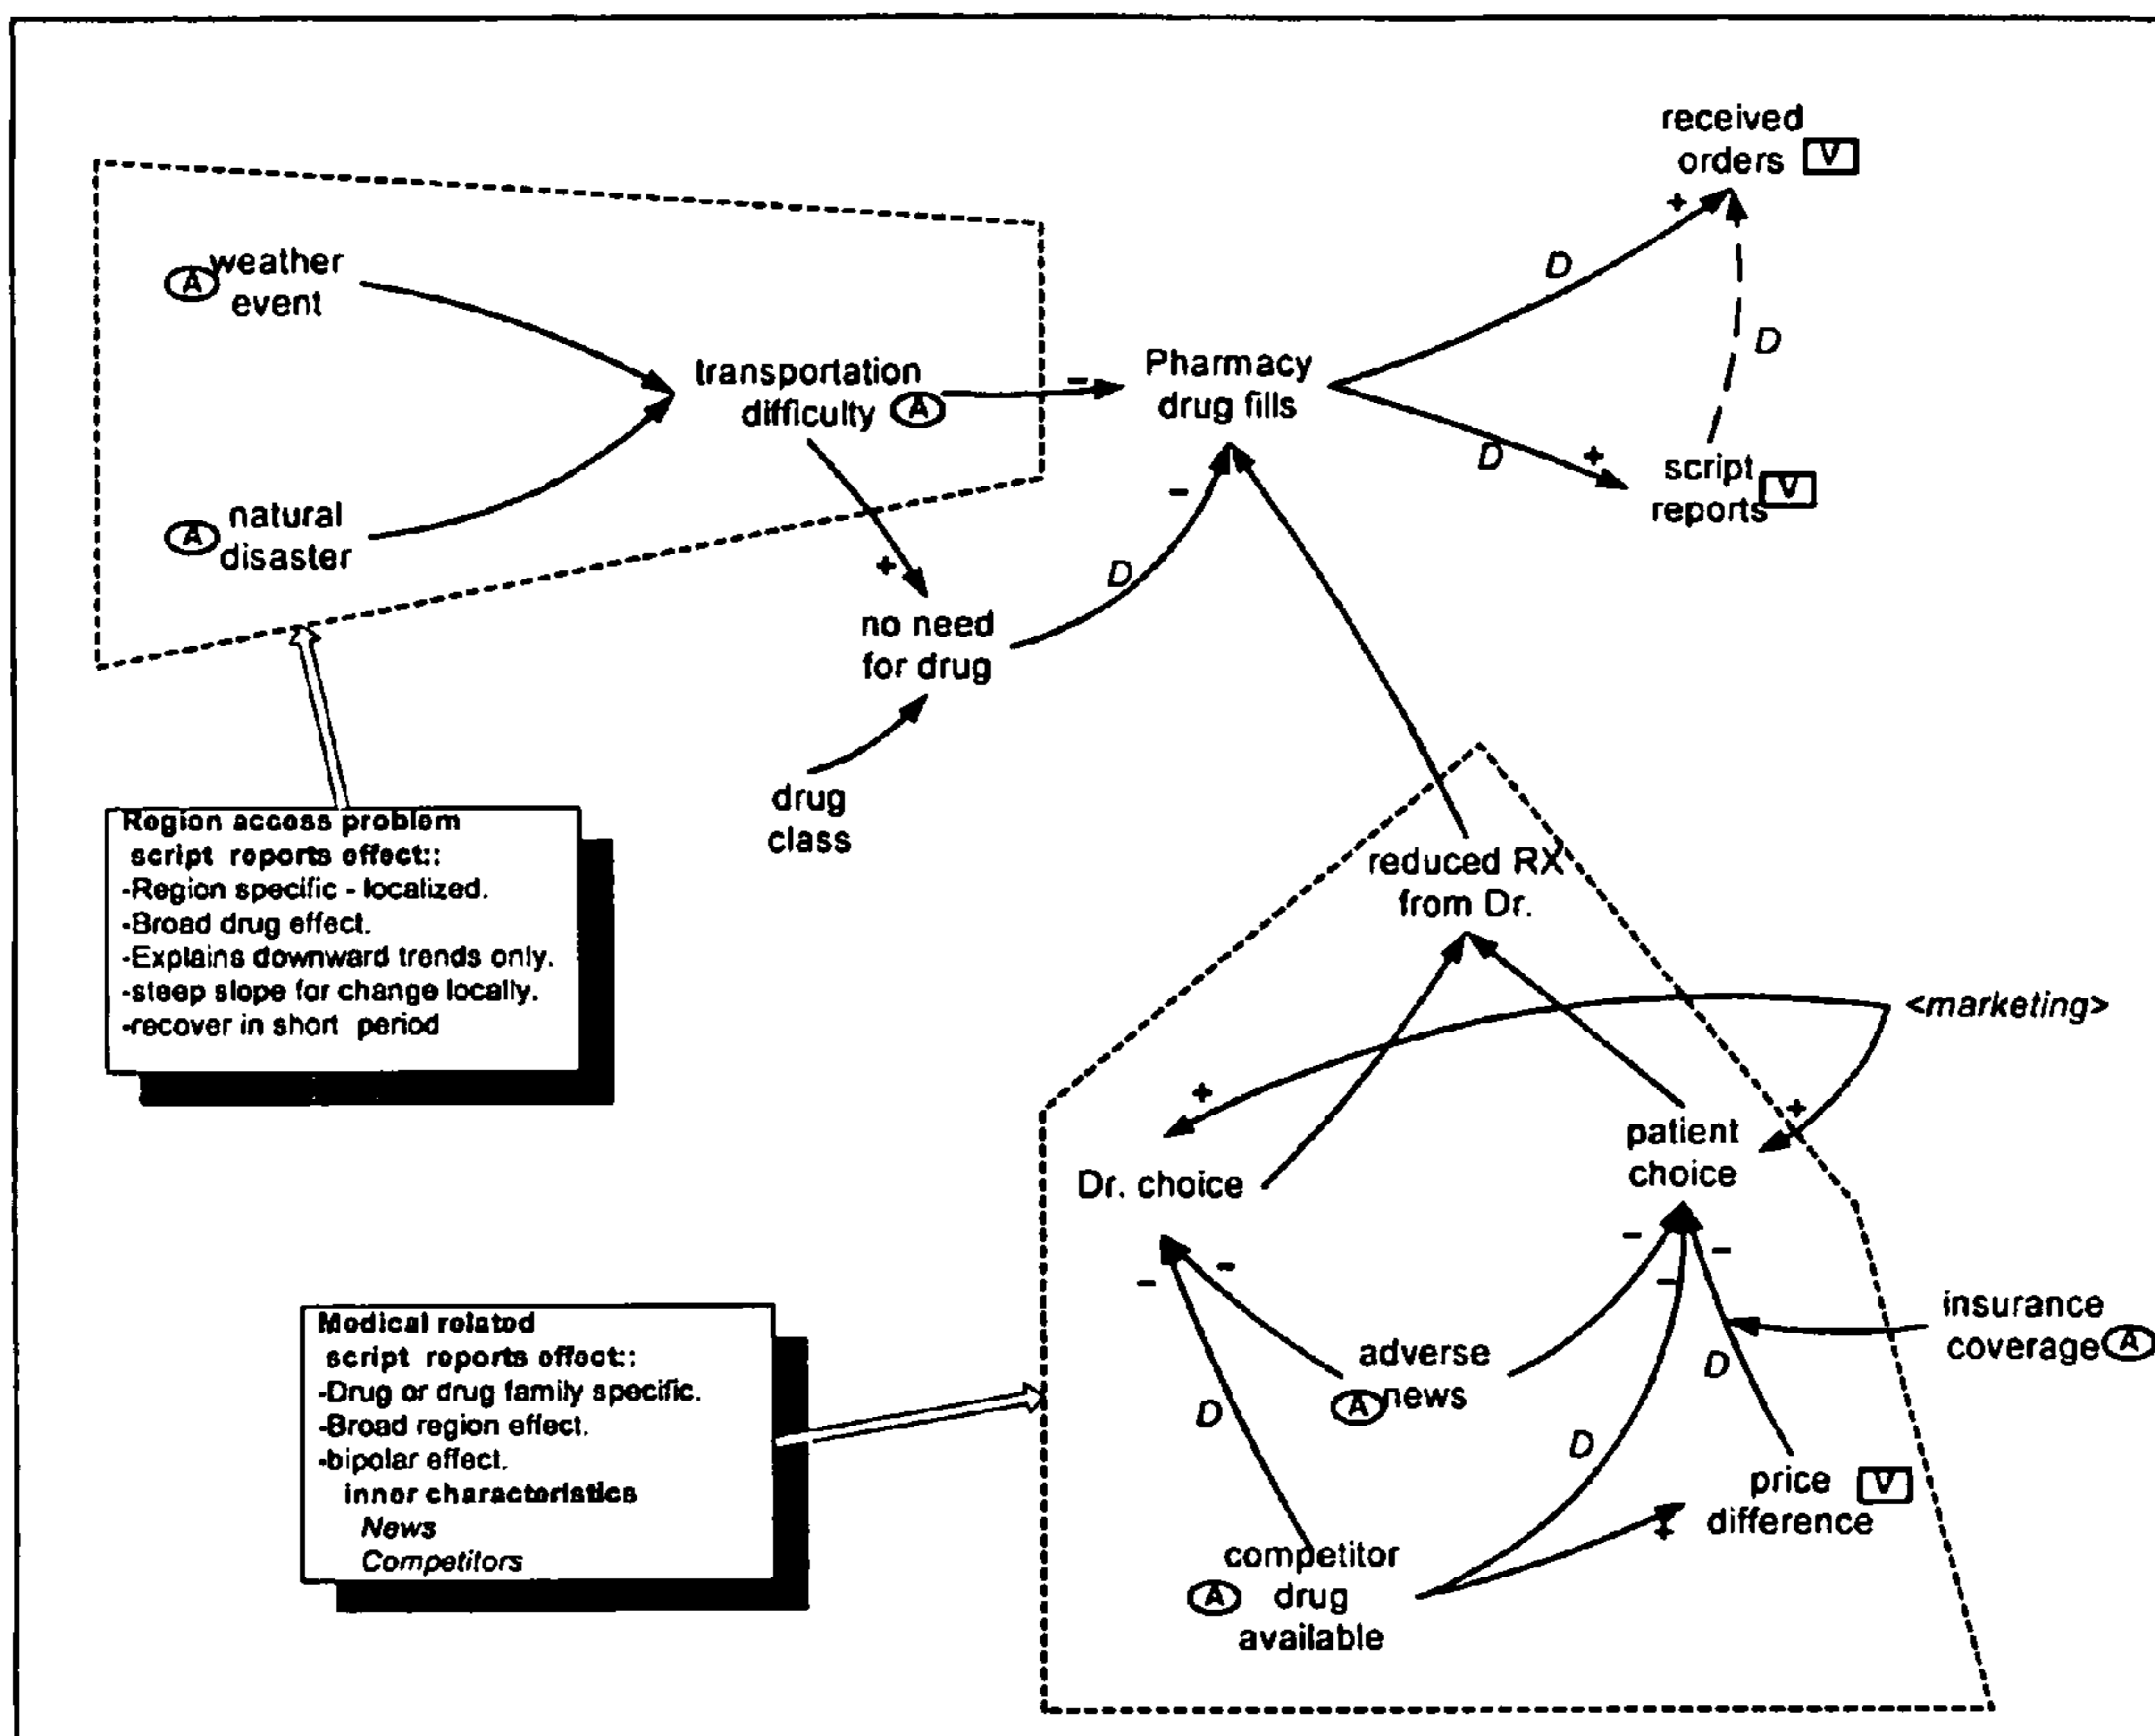 received
orders V
+
D
A weather
event
D
transportation
difficulty A
-
Pharmacy
drug fills
D
+
script
reports V
A natural
disaster
-
+
D
no need
for drug
drug
class
Region access problem
script reports effect::
-Region specific - localized.
-Broad drug effect.
-Explains downward trends only.
-steep slope for change locally.
-recover in short period
reduced RX
from Dr.
<marketing>
+
+
patient
choice
Dr. choice
-
-
-
-
-
Medical related
script reports effect::
-Drug or drug family specific.
-Broad region effect.
-bipolar effect.
inner characteristics
News
Competitors
insurance
coverage A
adverse
A news
D
D
D
price V
difference
+
competitor
A drug
available